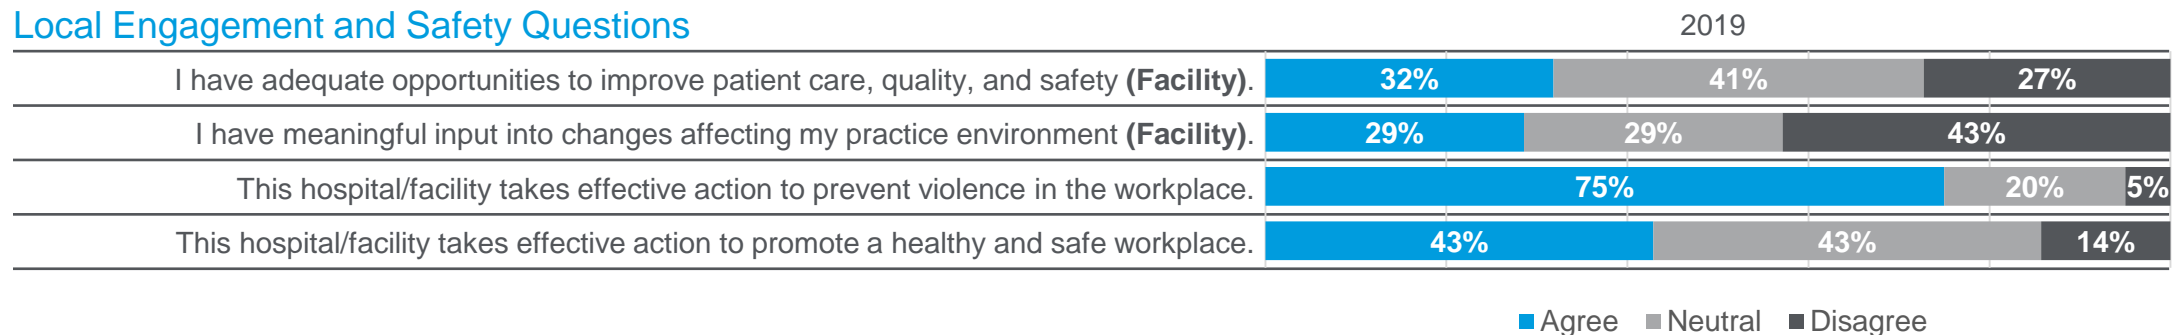 Local Engagement and Safety Questions 2019
I have adequate opportunities to improve patient care, quality, and safety (Facility). 32% 41% 27%
I have meaningful input into changes affecting my practice environment (Facility). 29% 29% 43%
This hospital/facility takes effective action to prevent violence in the workplace. 75% 20% 5%
This hospital/facility takes effective action to promote a healthy and safe workplace. 43% 43% 14%
Agree Neutral Disagree